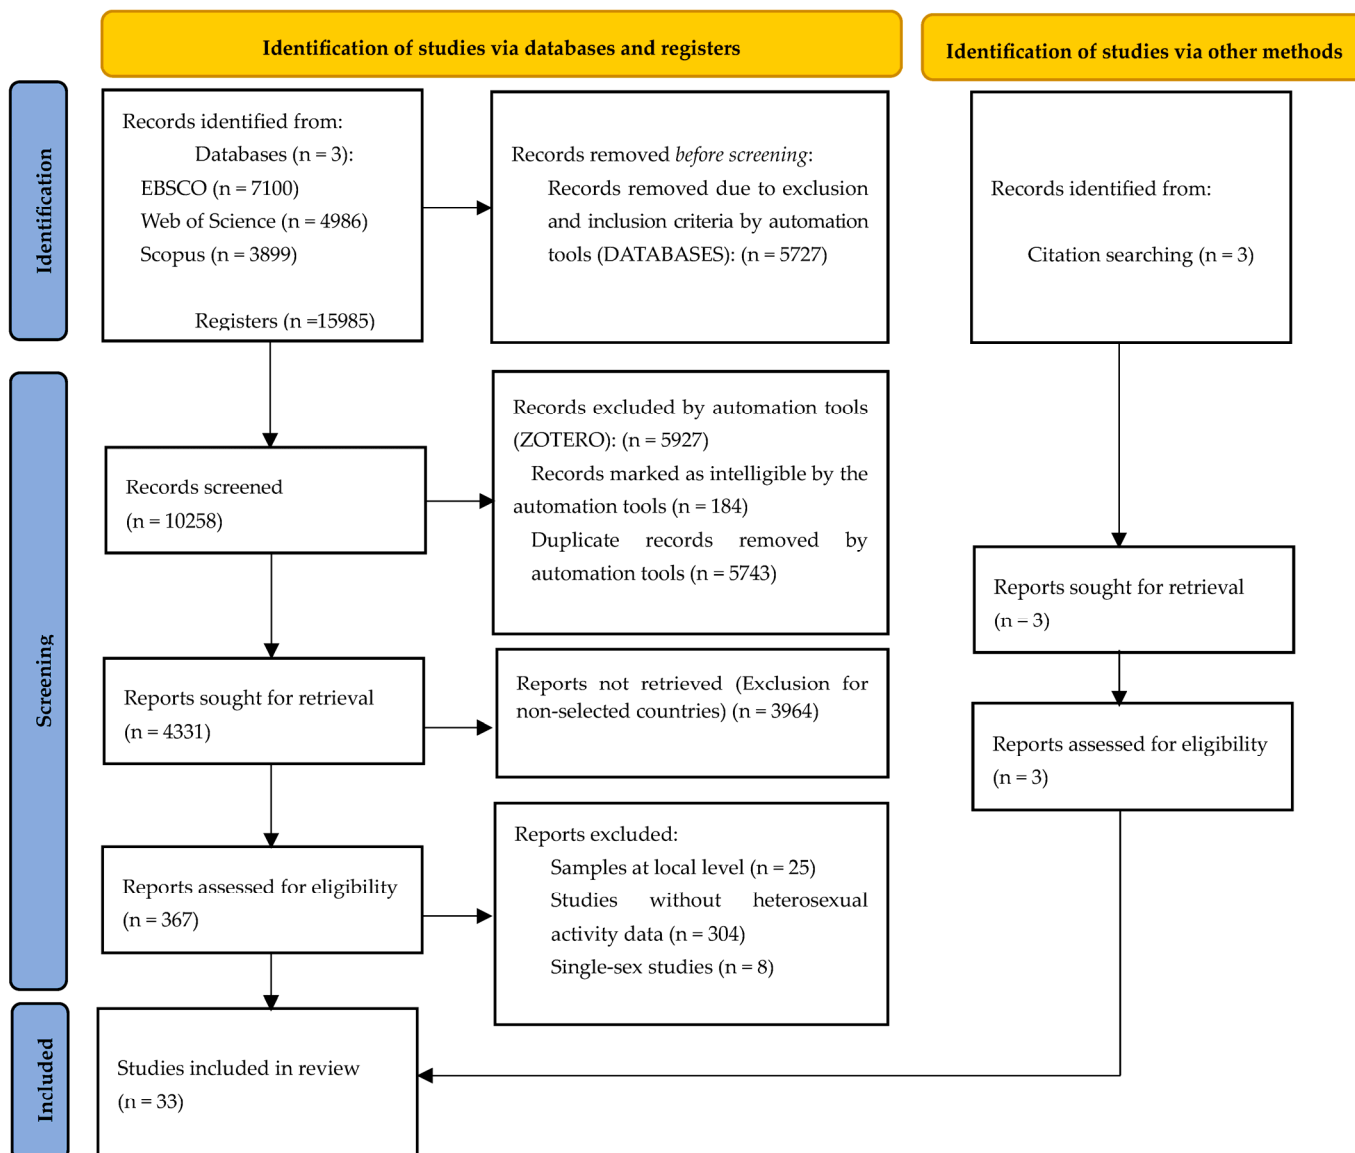 Identification of studies via databases and registers
Identification of studies via other methods
Identification
Records identified from:
Databases (n = 3):
EBSCO (n = 7100)
Web of Science (n = 4986)
Scopus (n = 3899)
Registers (n =15985)
Records removed before screening:
Records removed due to exclusion
and inclusion criteria by automation
tools (DATABASES): (n = 5727)
Records identified from:
Citation searching (n = 3)
Screening
Records screened
(n = 10258)
Records excluded by automation tools
(ZOTERO): (n = 5927)
Records marked as intelligible by the
automation tools (n = 184)
Duplicate records removed by
automation tools (n = 5743)
Reports sought for retrieval
(n = 3)
Reports sought for retrieval
(n = 4331)
Reports not retrieved (Exclusion for
non-selected countries) (n = 3964)
Reports assessed for eligibility
(n = 3)
Reports assessed for eligibility
(n = 367)
Reports excluded:
Samples at local level (n = 25)
Studies without heterosexual
activity data (n = 304)
Single-sex studies (n = 8)
Included
Studies included in review
(n = 33)